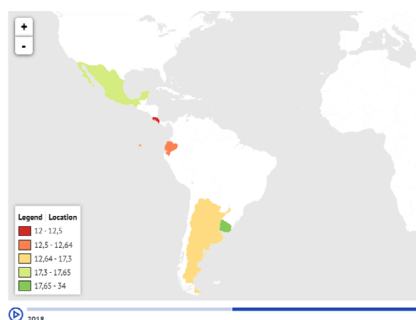 +
-
Legend Location
12 - 12,5
12,5 - 12,64
12,64 - 17,3
17,3 - 17,65
17,65 - 34
2018